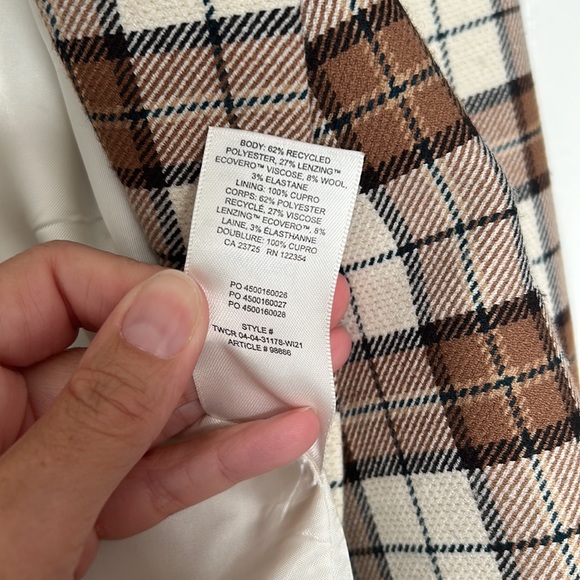 BODY: 62% RECYCLED
POLYESTER, 27% LENZING™
ECOVERO™ VISCOSE, 8% WOOL,
3% ELASTANE
LINING: 100% CUPRO
CORPS: 62% POLYESTER
RECYCLÉ, 27% VISCOSE
LENZING™ ECOVERO™, 8%
LAINE, 3% ÉLASTHANNE
DOUBLURE: 100% CUPRO
CA 23725 RN 122354
PO 4500160026
PO 4500160027
PO 4500160028
STYLE #
TWCR 04-04-31178-WI21
ARTICLE # 98866